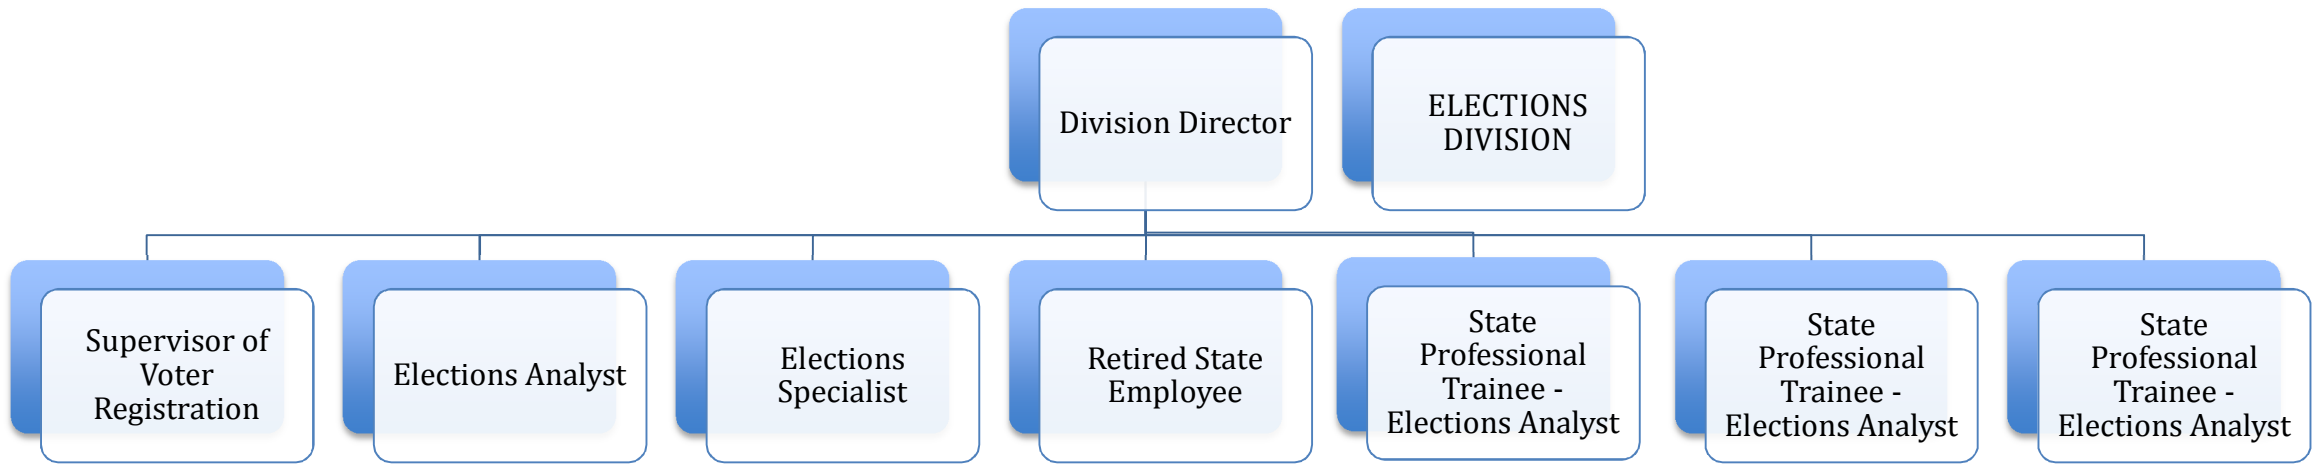 Division Director
ELECTIONS
DIVISION
Supervisor of
Voter
Registration
Elections Analyst
Elections
Specialist
Retired State
Employee
State
Professional
Trainee -
Elections Analyst
State
Professional
Trainee -
Elections Analyst
State
Professional
Trainee -
Elections Analyst